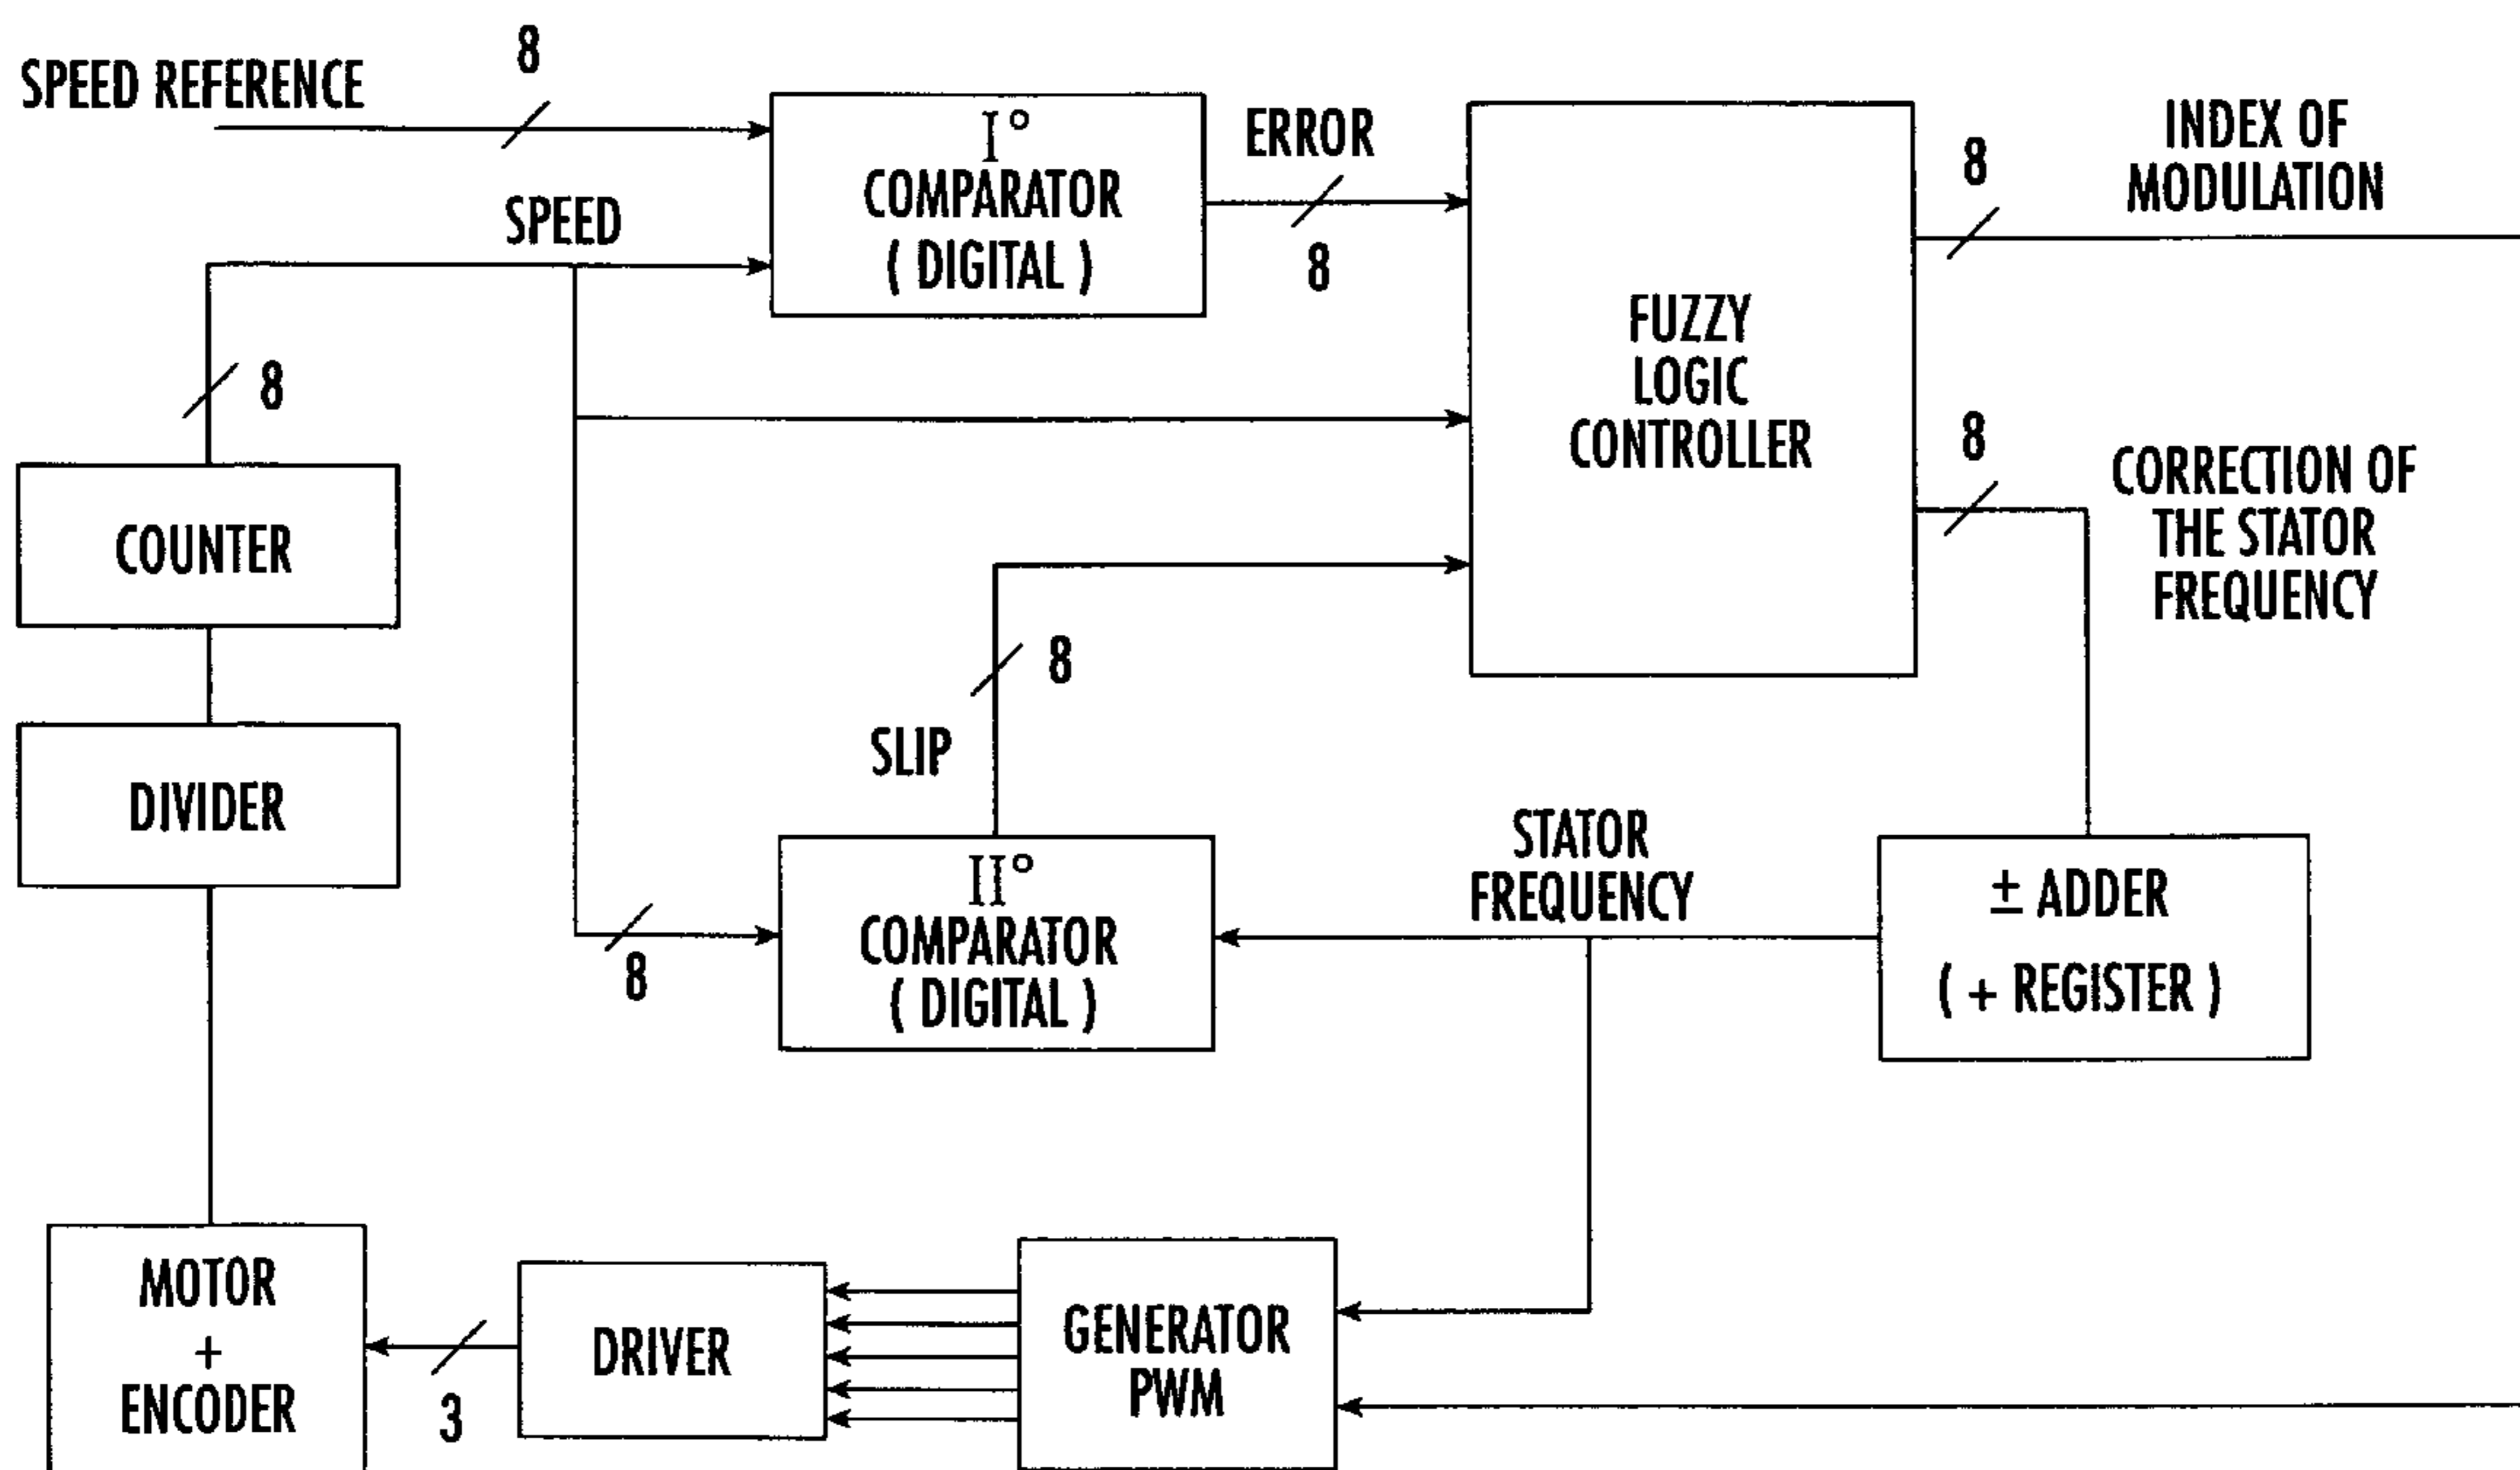 8
SPEED REFERENCE
I°
COMPARATOR
( DIGITAL )
ERROR
8
SPEED
8
FUZZY
LOGIC
CONTROLLER
8
INDEX OF
MODULATION
8
CORRECTION OF
THE STATOR
FREQUENCY
COUNTER
DIVIDER
8
SLIP
II°
COMPARATOR
( DIGITAL )
8
STATOR
FREQUENCY
± ADDER
( + REGISTER )
MOTOR
+
ENCODER
3
DRIVER
GENERATOR
PWM